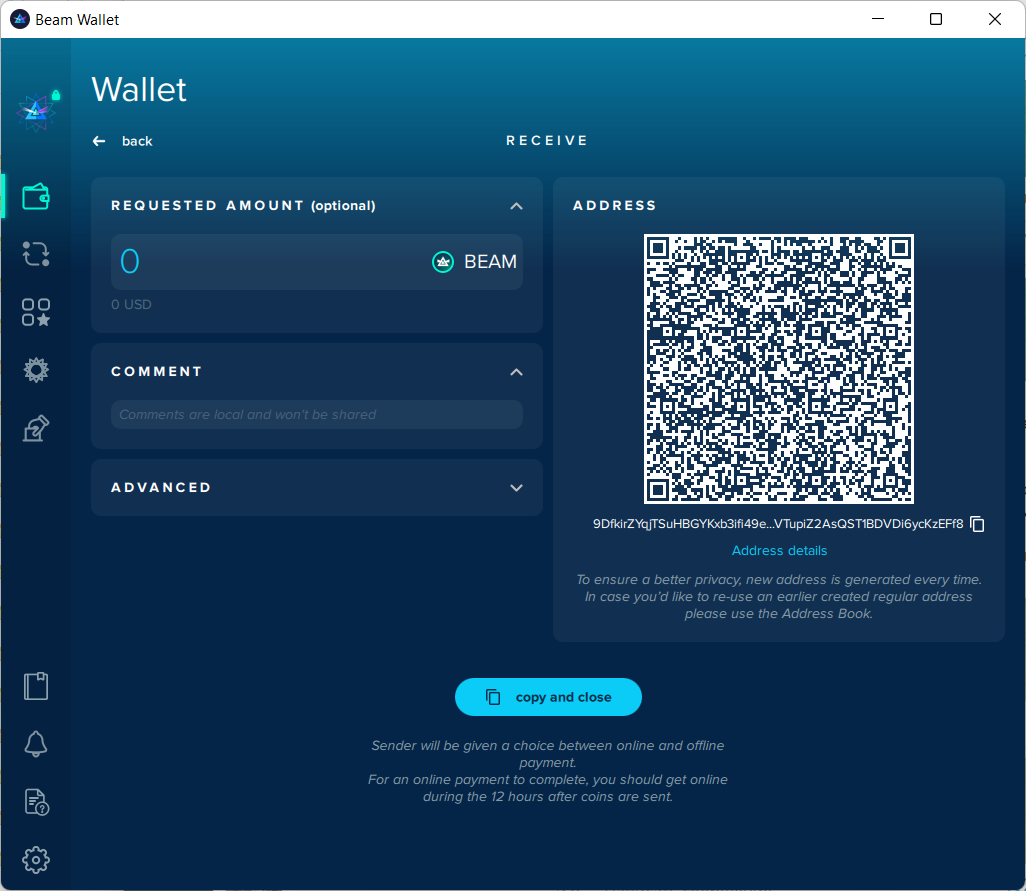 Beam Wallet
Wallet
back
RECEIVE
REQUESTED AMOUNT (optional)
0
BEAM
0 USD
COMMENT
Comments are local and won't be shared
ADVANCED
ADDRESS
9DfkirZYqjTSuHBGYKxb3ifi49e...VTupiZ2AsQST1BDVDi6ycKzEFf8
Address details
To ensure a better privacy, new address is generated every time.
In case you'd like to re-use an earlier created regular address
please use the Address Book.
copy and close
Sender will be given a choice between online and offline
payment.
For an online payment to complete, you should get online
during the 12 hours after coins are sent.